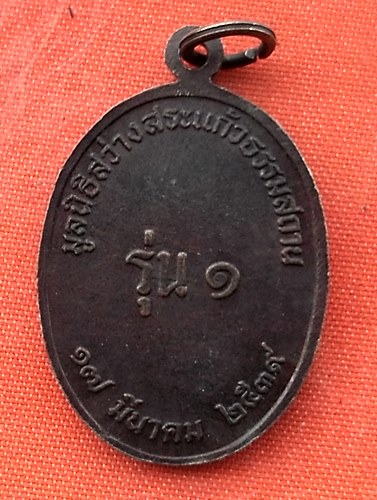 มูลนิธิสว่างสระแก้วธรรมสถาน
รุ่น ๑
๑๗ มีนาคม ๒๕๓๙